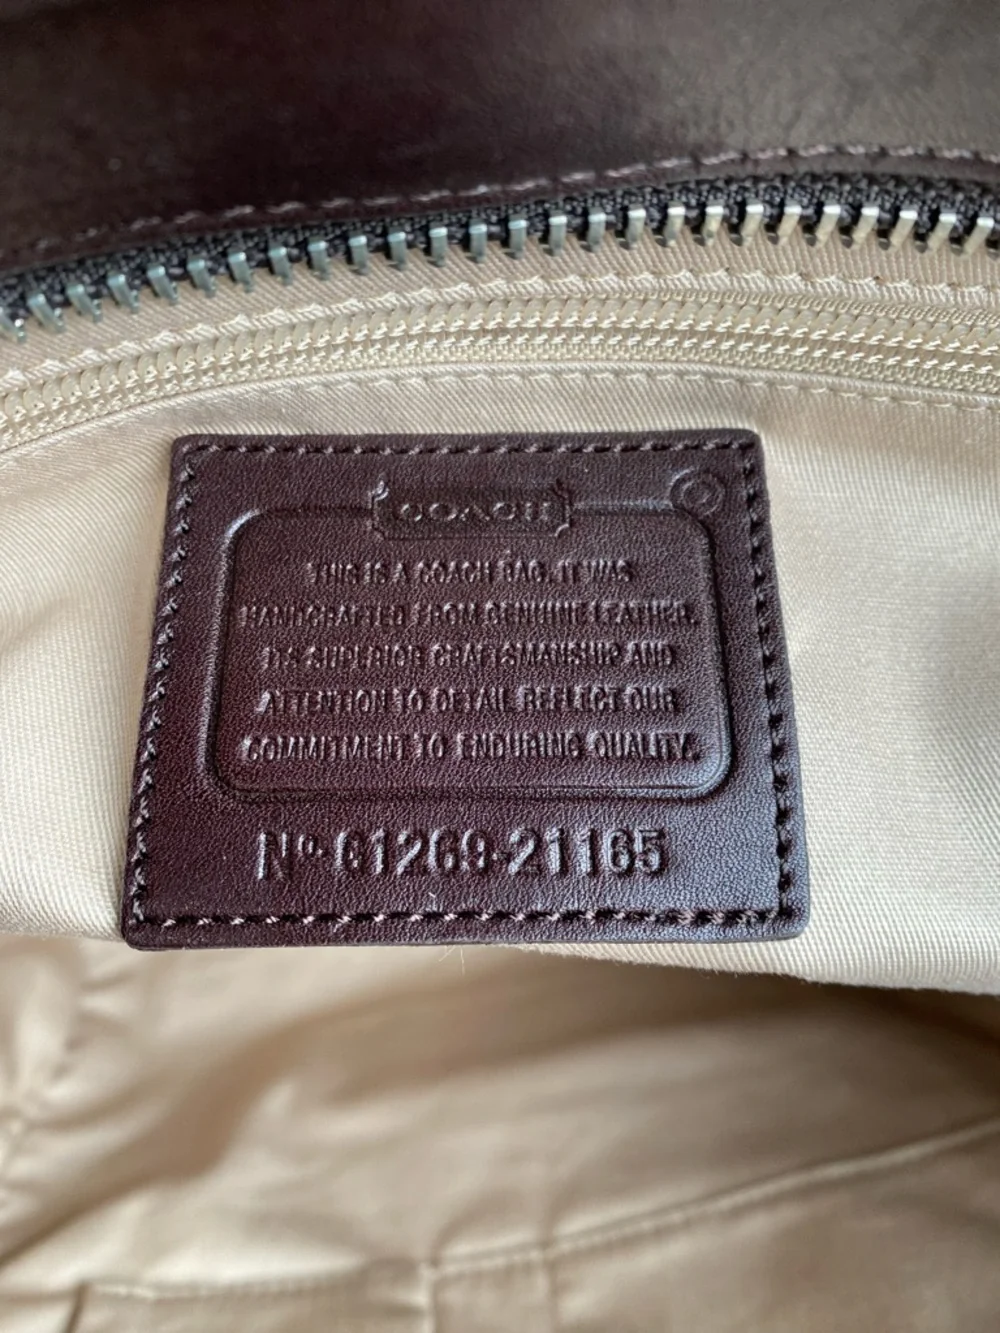 COACH
THIS IS A COACH BAG. IT WAS
HANDCRAFTED FROM GENUINE LEATHER.
ITS SUPERIOR CRAFTSMANSHIP AND
ATTENTION TO DETAIL REFLECT OUR
COMMITMENT TO ENDURING QUALITY.
No. G1269-21165